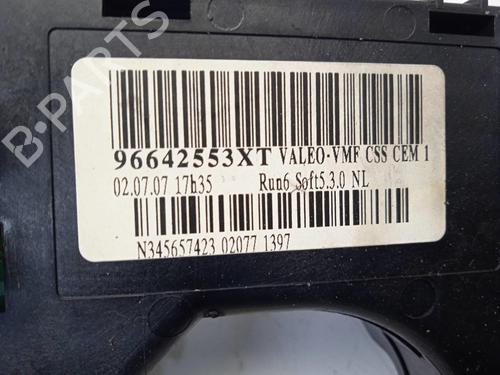 96642553XT VALEO-VMF CSS CEM 1
02.07.07 17h35 Run6 Soft5.3.0 NL
N345657423 02077 1397
B-PARTS